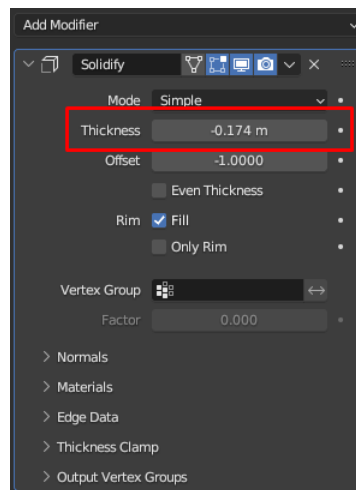 Add Modifier
Solidify
Mode Simple
Thickness -0.174 m
Offset -1.0000
Even Thickness
Rim Fill
Only Rim
Vertex Group
Factor 0.000
Normals
Materials
Edge Data
Thickness Clamp
Output Vertex Groups